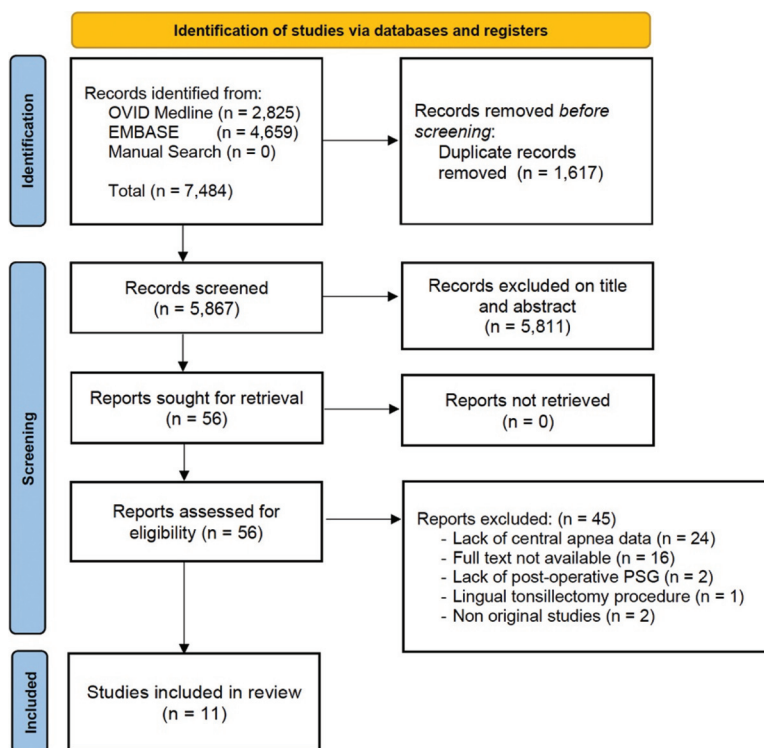 Identification of studies via databases and registers
Identification
Records identified from:
OVID Medline (n = 2,825)
EMBASE (n = 4,659)
Manual Search (n = 0)
Total (n = 7,484)
Records removed before
screening:
Duplicate records
removed (n = 1,617)
Screening
Records screened
(n = 5,867)
Records excluded on title
and abstract
(n = 5,811)
Reports sought for retrieval
(n = 56)
Reports not retrieved
(n = 0)
Reports assessed for
eligibility (n = 56)
Reports excluded: (n = 45)
- Lack of central apnea data (n = 24)
- Full text not available (n = 16)
- Lack of post-operative PSG (n = 2)
- Lingual tonsillectomy procedure (n = 1)
- Non original studies (n = 2)
Included
Studies included in review
(n = 11)